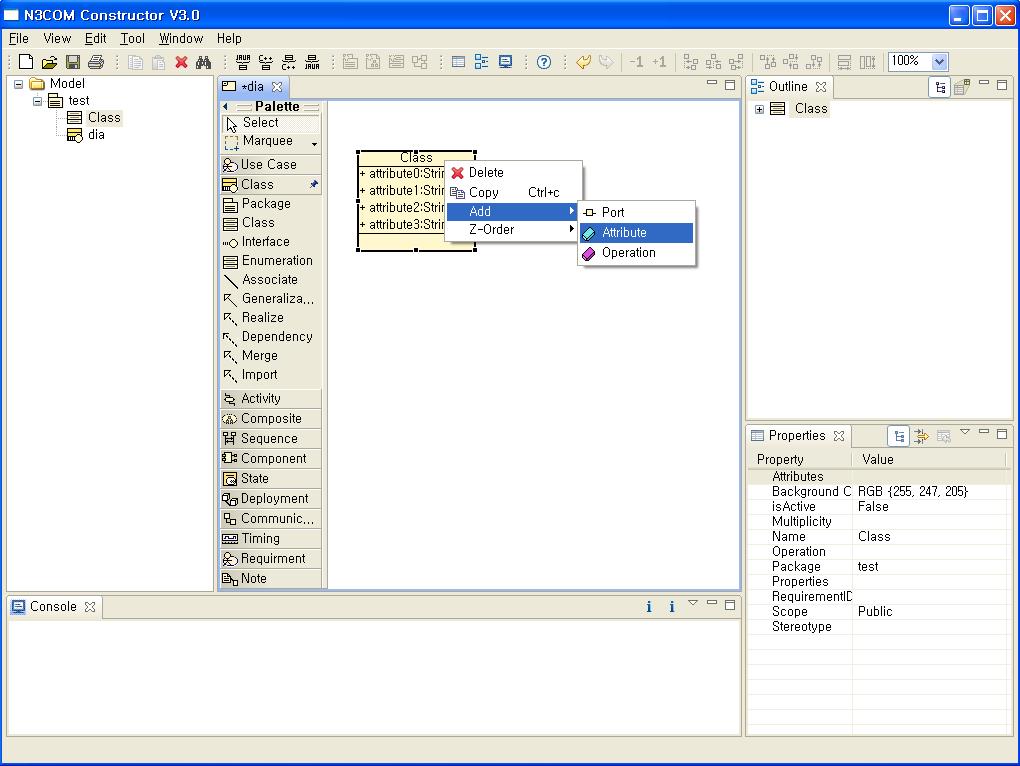 N3COM Constructor V3.0
File View Edit Tool Window Help
JAVA C++ C++ JAVA -1 +1 100%
Model
test
Class
dia
*dia
Palette
Select
Marquee
Use Case
Class
Package
Class
Interface
Enumeration
Associate
Generaliza...
Realize
Dependency
Merge
Import
Activity
Composite
Sequence
Component
State
Deployment
Communic...
Timing
Requirment
Note
Class
+ attribute0:Strin
+ attribute1:Strin
+ attribute2:Strin
+ attribute3:Strin
Delete
Copy Ctrl+c
Add
Z-Order
Port
Attribute
Operation
Outline
Class
Properties
Property Value
Attributes
Background C RGB {255, 247, 205}
isActive False
Multiplicity
Name Class
Operation
Package test
Properties
RequirementID
Scope Public
Stereotype
Console